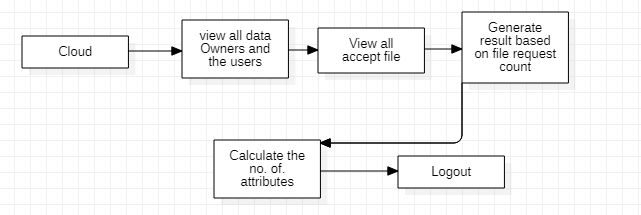 Cloud
view all data
Owners and
the users
View all
accept file
Generate
result based
on file request
count
Calculate the
no. of.
attributes
Logout